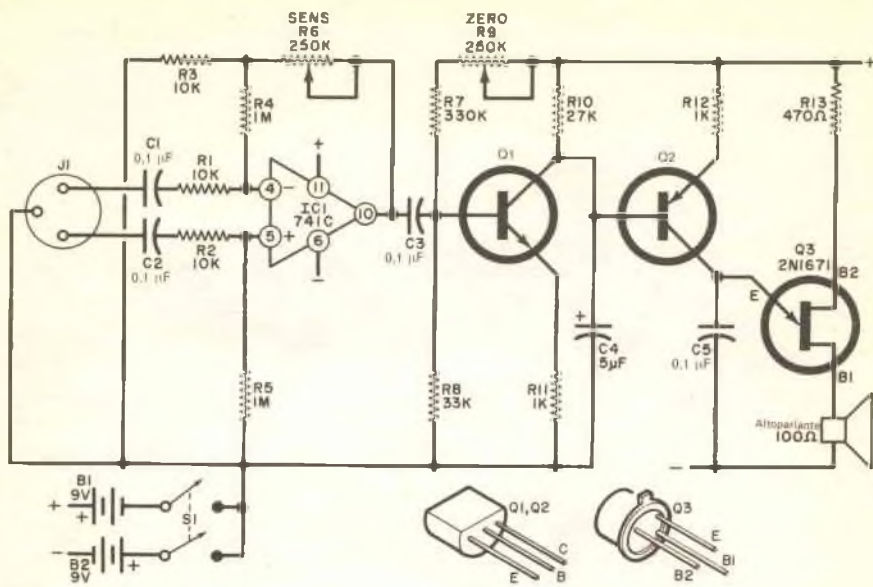 SENS
R6
250K
ZERO
R9
250K
R3
10K
R4
1M
R7
330K
R10
27K
R12
1K
R13
470Ω
+
J1
C1
0,1 µF
R1
10K
4
−
+
11
IC1
741C
10
5
+
6
−
C2
0,1 µF
R2
10K
C3
0,1 µF
Q1
Q2
Q3
2N1671
B2
E
B1
+
C4
5µF
C5
0,1 µF
R5
1M
R8
33K
R11
1K
Altoparlante
100Ω
−
B1
9V
+
+
S1
−
B2
9V
+
Q1,Q2
C
B
E
Q3
E
B1
B2